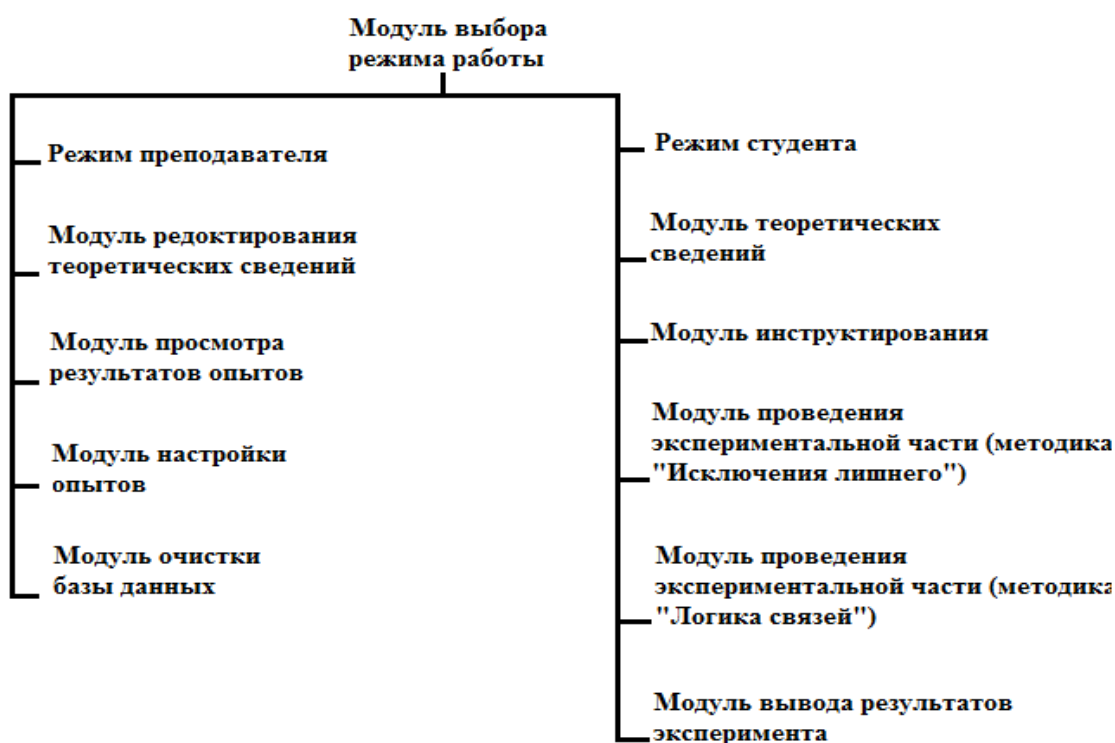 Модуль выбора
режима работы
Режим преподавателя
Модуль редоктирования
теоретических сведений
Модуль просмотра
результатов опытов
Модуль настройки
опытов
Модуль очистки
базы данных
Режим студента
Модуль теоретических
сведений
Модуль инструктирования
Модуль проведения
экспериментальной части (методика
"Исключения лишнего")
Модуль проведения
экспериментальной части (методика
"Логика связей")
Модуль вывода результатов
эксперимента